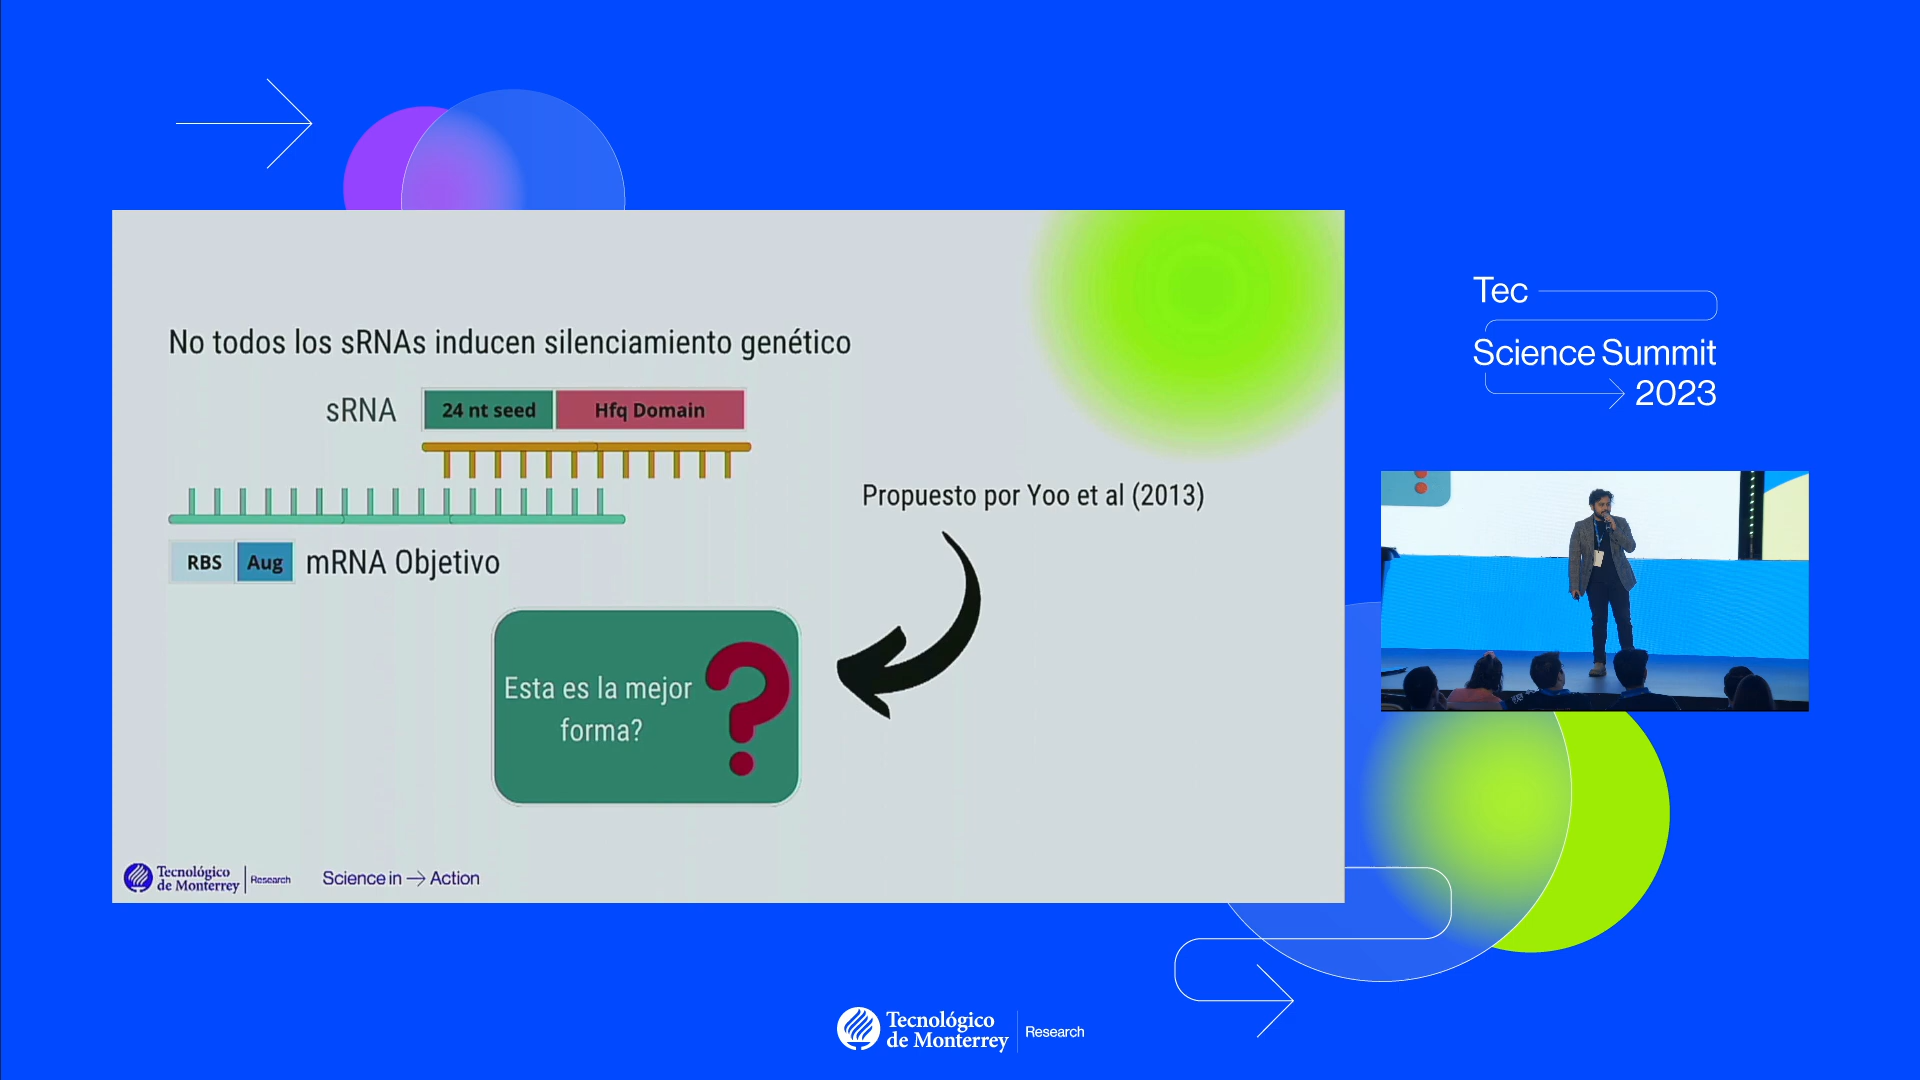 No todos los sRNAs inducen silenciamiento genético
sRNA
24 nt seed
Hfq Domain
Propuesto por Yoo et al (2013)
RBS
Aug
mRNA Objetivo
Esta es la mejor
forma?
?
Tecnológico
de Monterrey
Research
Science in → Action
Tec
Science Summit
2023
Tecnológico
de Monterrey
Research